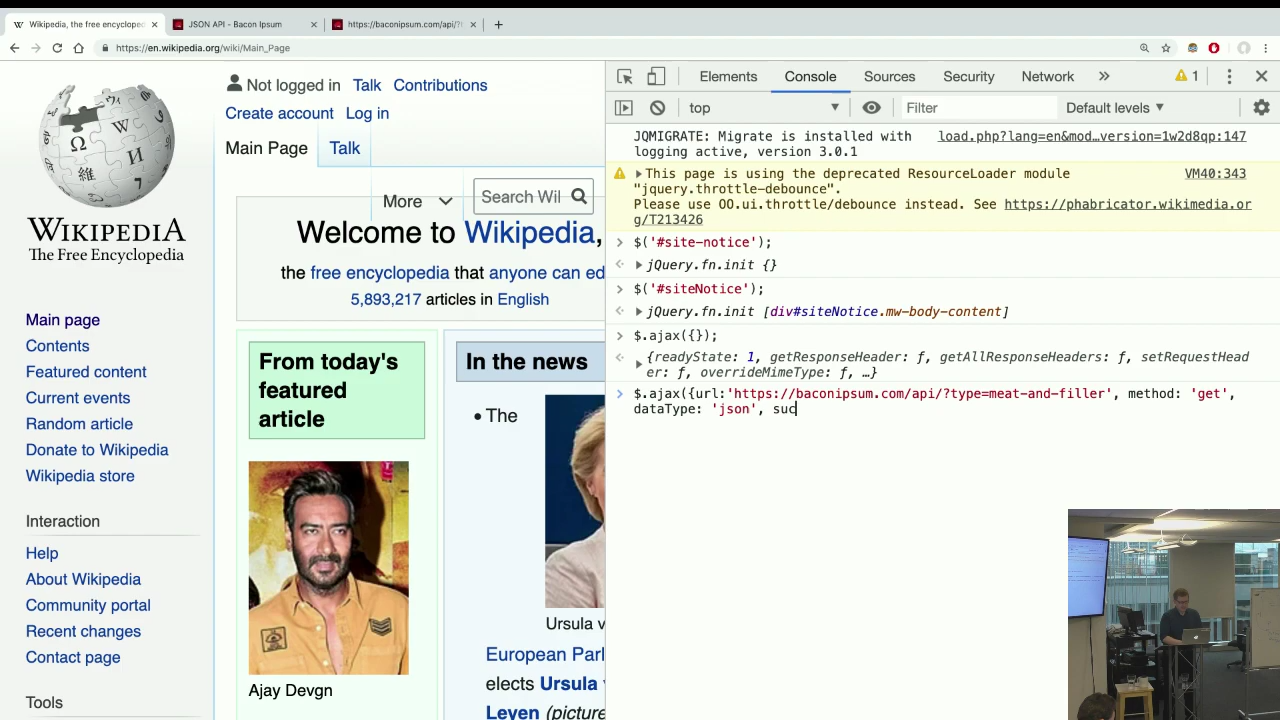 Wikipedia, the free encycloped
JSON API - Bacon Ipsum
https://baconipsum.com/api/?t
https://en.wikipedia.org/wiki/Main_Page
WIKIPEDIA
The Free Encyclopedia
Main page
Contents
Featured content
Current events
Random article
Donate to Wikipedia
Wikipedia store
Interaction
Help
About Wikipedia
Community portal
Recent changes
Contact page
Tools
Not logged in Talk Contributions
Create account Log in
Main Page Talk
More Search Wil
Welcome to Wikipedia,
the free encyclopedia that anyone can ed
5,893,217 articles in English
From today's
featured
article
Ajay Devgn
In the news
• The
Ursula v
European Parl
elects Ursula v
Leyen (picture
Elements Console Sources Security Network » 1
top Filter Default levels
JQMIGRATE: Migrate is installed with load.php?lang=en&mod…version=1w2d8qp:147
logging active, version 3.0.1
This page is using the deprecated ResourceLoader module VM40:343
"jquery.throttle-debounce".
Please use OO.ui.throttle/debounce instead. See https://phabricator.wikimedia.or
g/T213426
$('#site-notice');
jQuery.fn.init {}
$('#siteNotice');
jQuery.fn.init [div#siteNotice.mw-body-content]
$.ajax({});
{readyState: 1, getResponseHeader: ƒ, getAllResponseHeaders: ƒ, setRequestHead
er: ƒ, overrideMimeType: ƒ, …}
$.ajax({url:'https://baconipsum.com/api/?type=meat-and-filler', method: 'get',
dataType: 'json', suc